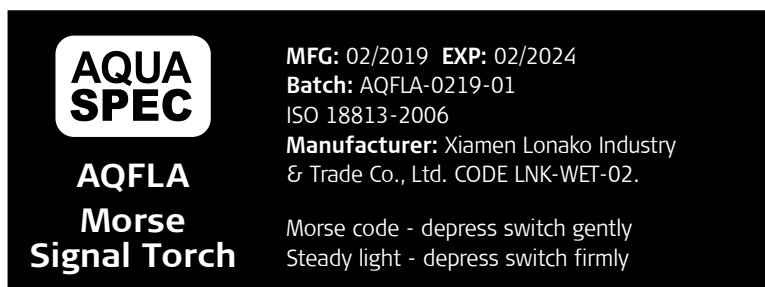 AQUA
SPEC
AQFLA
Morse
Signal Torch
MFG: 02/2019 EXP: 02/2024
Batch: AQFLA-0219-01
ISO 18813-2006
Manufacturer: Xiamen Lonako Industry
& Trade Co., Ltd. CODE LNK-WET-02.
Morse code - depress switch gently
Steady light - depress switch firmly